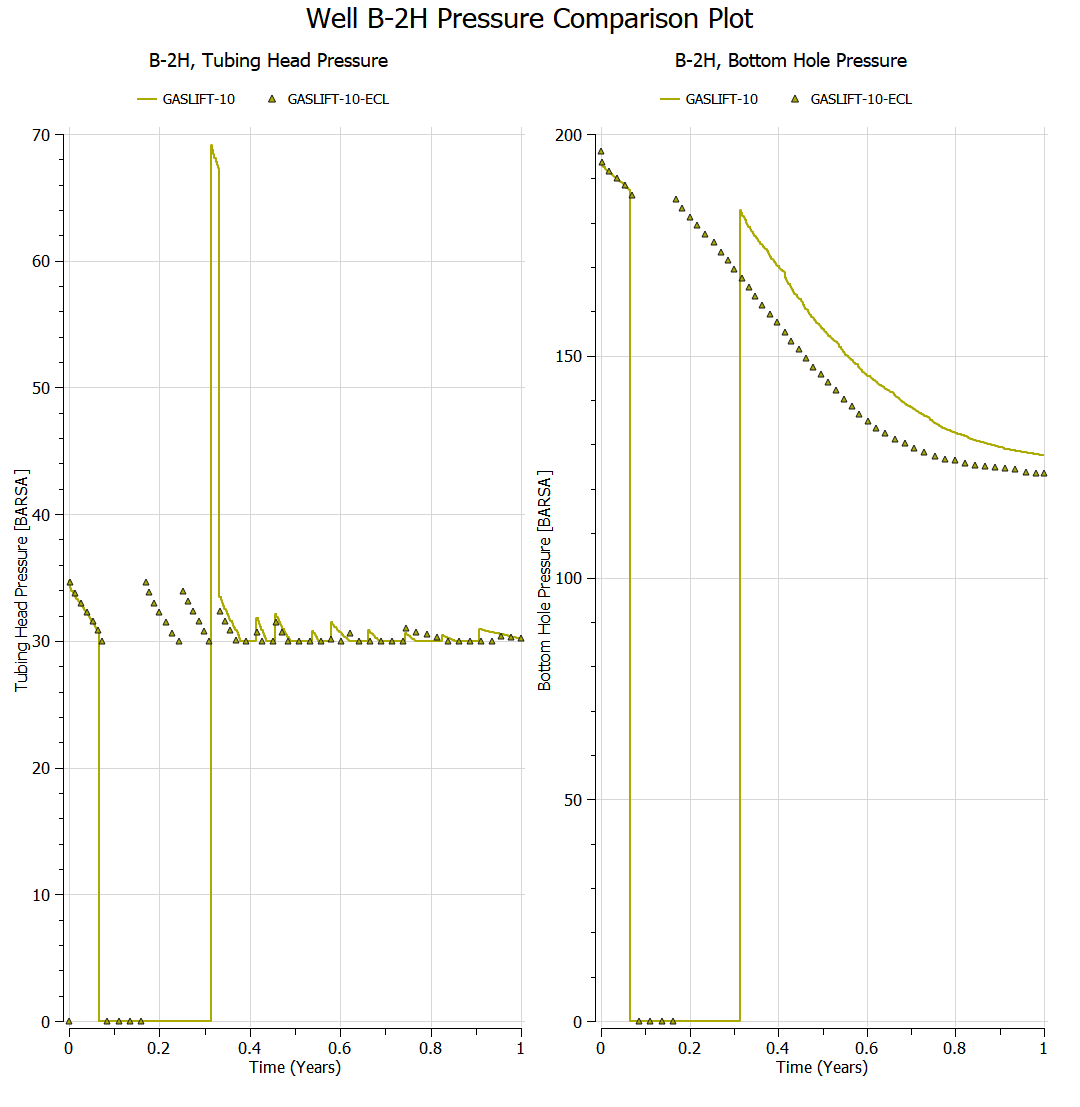 Well B-2H Pressure Comparison Plot
B-2H, Tubing Head Pressure
GASLIFT-10
GASLIFT-10-ECL
Tubing Head Pressure [BARSA]
70
60
50
40
30
20
10
0
0 0.2 0.4 0.6 0.8 1
Time (Years)
B-2H, Bottom Hole Pressure
GASLIFT-10
GASLIFT-10-ECL
Bottom Hole Pressure [BARSA]
200
150
100
50
0
0 0.2 0.4 0.6 0.8 1
Time (Years)